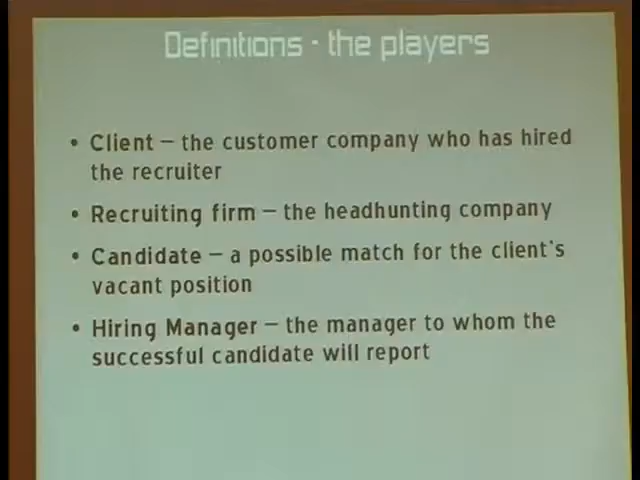 Definitions - the players
• Client – the customer company who has hired
the recruiter
• Recruiting firm – the headhunting company
• Candidate – a possible match for the client's
vacant position
• Hiring Manager – the manager to whom the
successful candidate will report